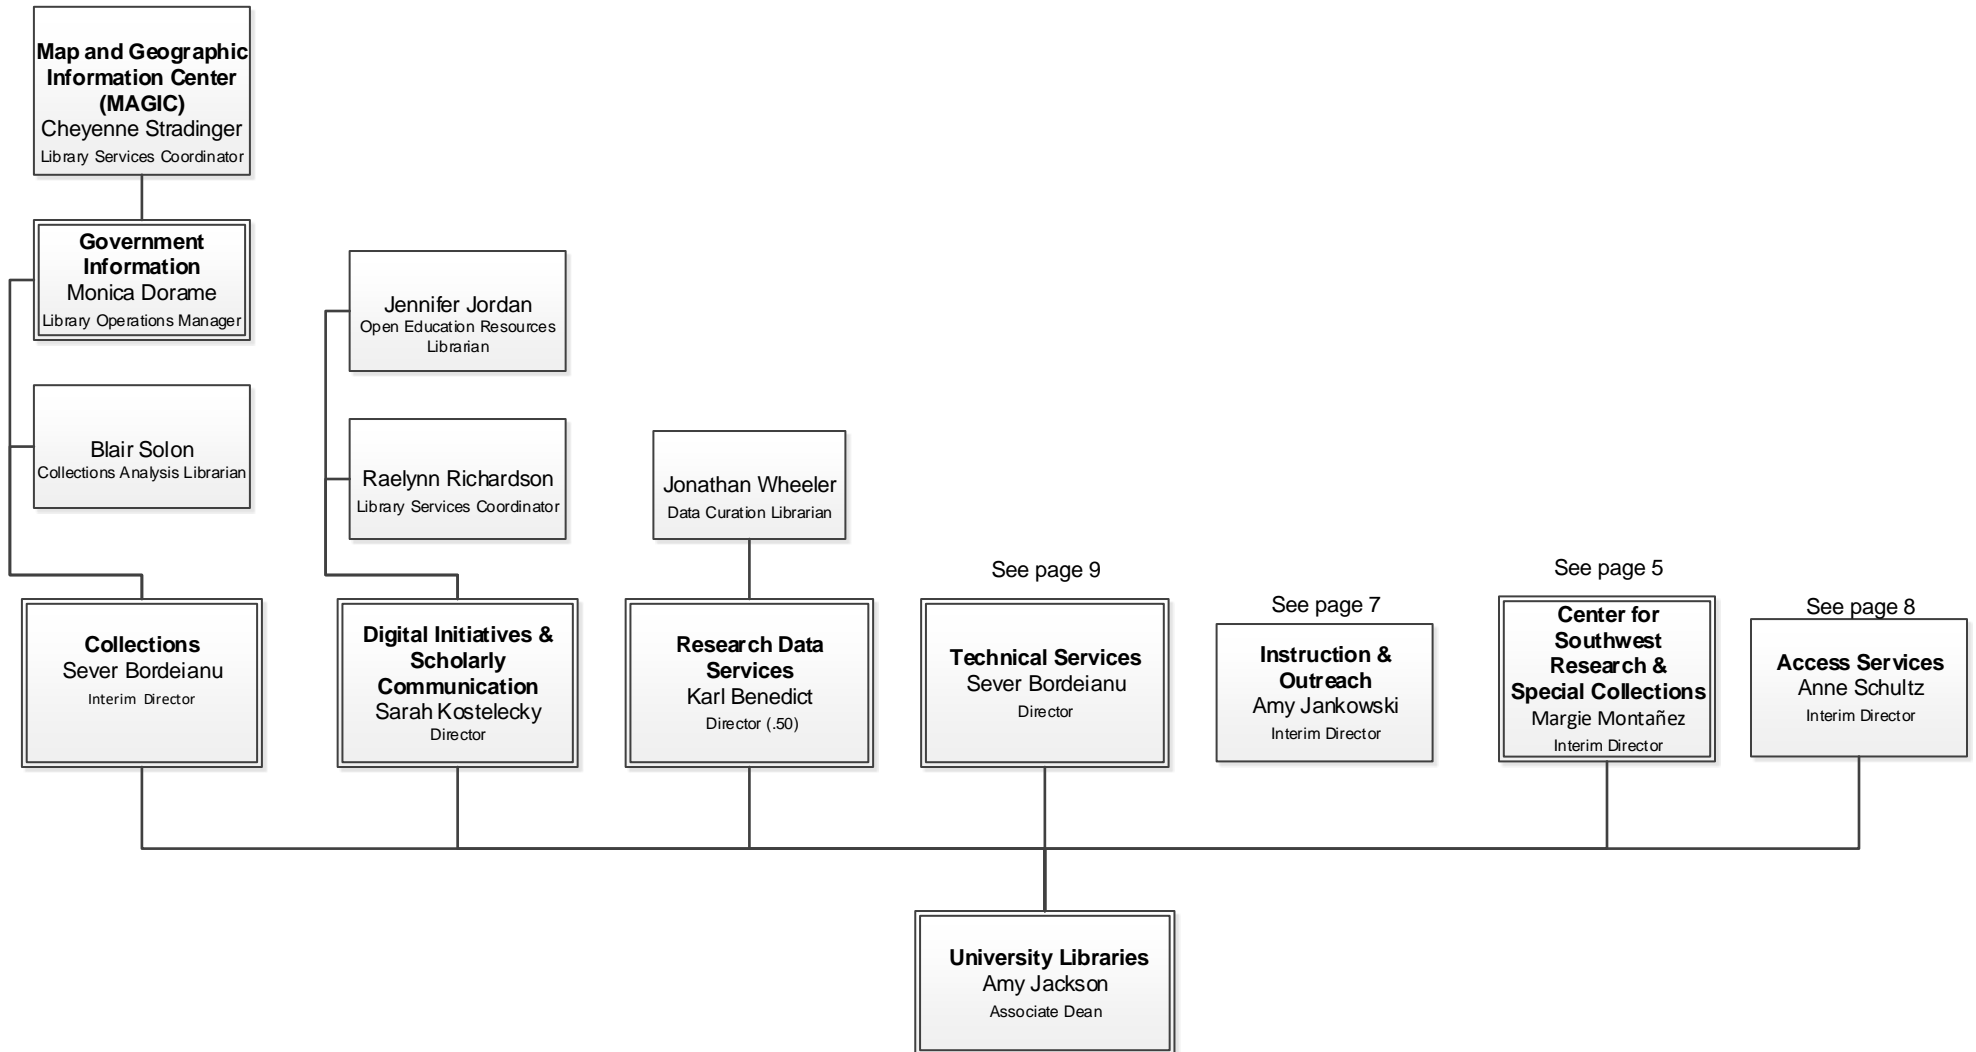 Map and Geographic
Information Center
(MAGIC)
Cheyenne Stradinger
Library Services Coordinator
Government
Information
Monica Dorame
Library Operations Manager
Blair Solon
Collections Analysis Librarian
Jennifer Jordan
Open Education Resources
Librarian
Raelynn Richardson
Library Services Coordinator
Jonathan Wheeler
Data Curation Librarian
Collections
Sever Bordeianu
Interim Director
Digital Initiatives &
Scholarly
Communication
Sarah Kostelecky
Director
Research Data
Services
Karl Benedict
Director (.50)
See page 9
Technical Services
Sever Bordeianu
Director
See page 7
Instruction &
Outreach
Amy Jankowski
Interim Director
See page 5
Center for
Southwest
Research &
Special Collections
Margie Montañez
Interim Director
See page 8
Access Services
Anne Schultz
Interim Director
University Libraries
Amy Jackson
Associate Dean